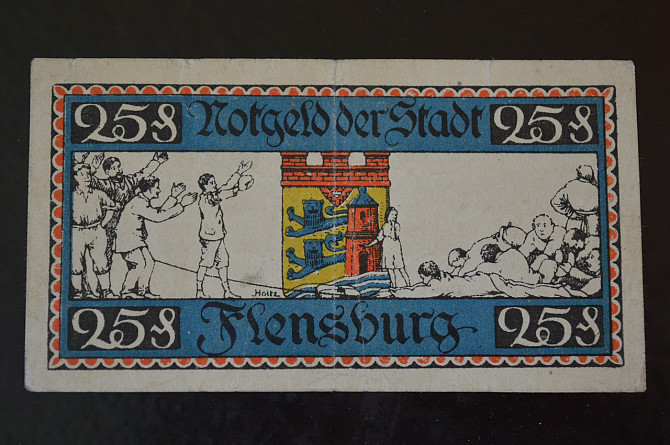 25₰ Notgeld der Stadt 25₰
Holtz
25₰ Flensburg 25₰